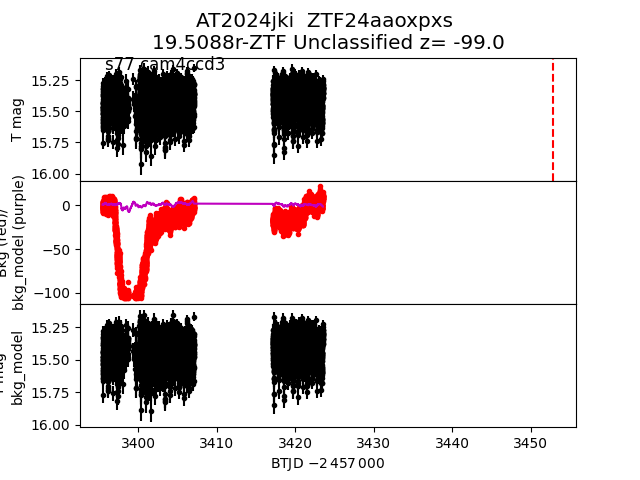 AT2024jki  ZTF24aaoxpxs
19.5088r-ZTF Unclassified z= -99.0
s77 cam4ccd3
15.25
15.50
15.75
16.00
T mag
0
−50
−100
Bkg (red)/
bkg_model (purple)
15.25
15.50
15.75
16.00
T mag
bkg_model
3400 3410 3420 3430 3440 3450
BTJD −2 457 000